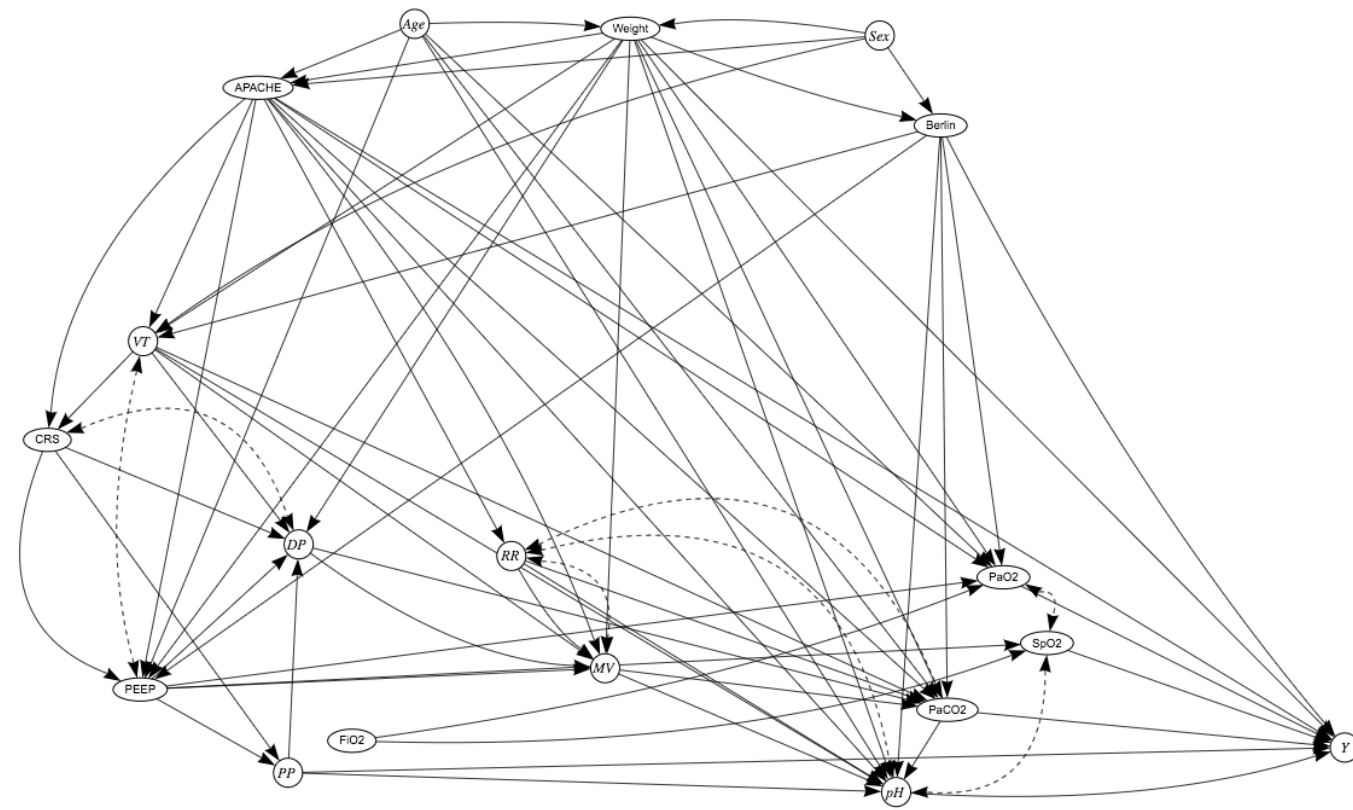 Age
Weight
Sex
APACHE
Berlin
VT
CRS
DP
RR
PaO2
SpO2
MV
PEEP
PaCO2
FiO2
Y
PP
pH